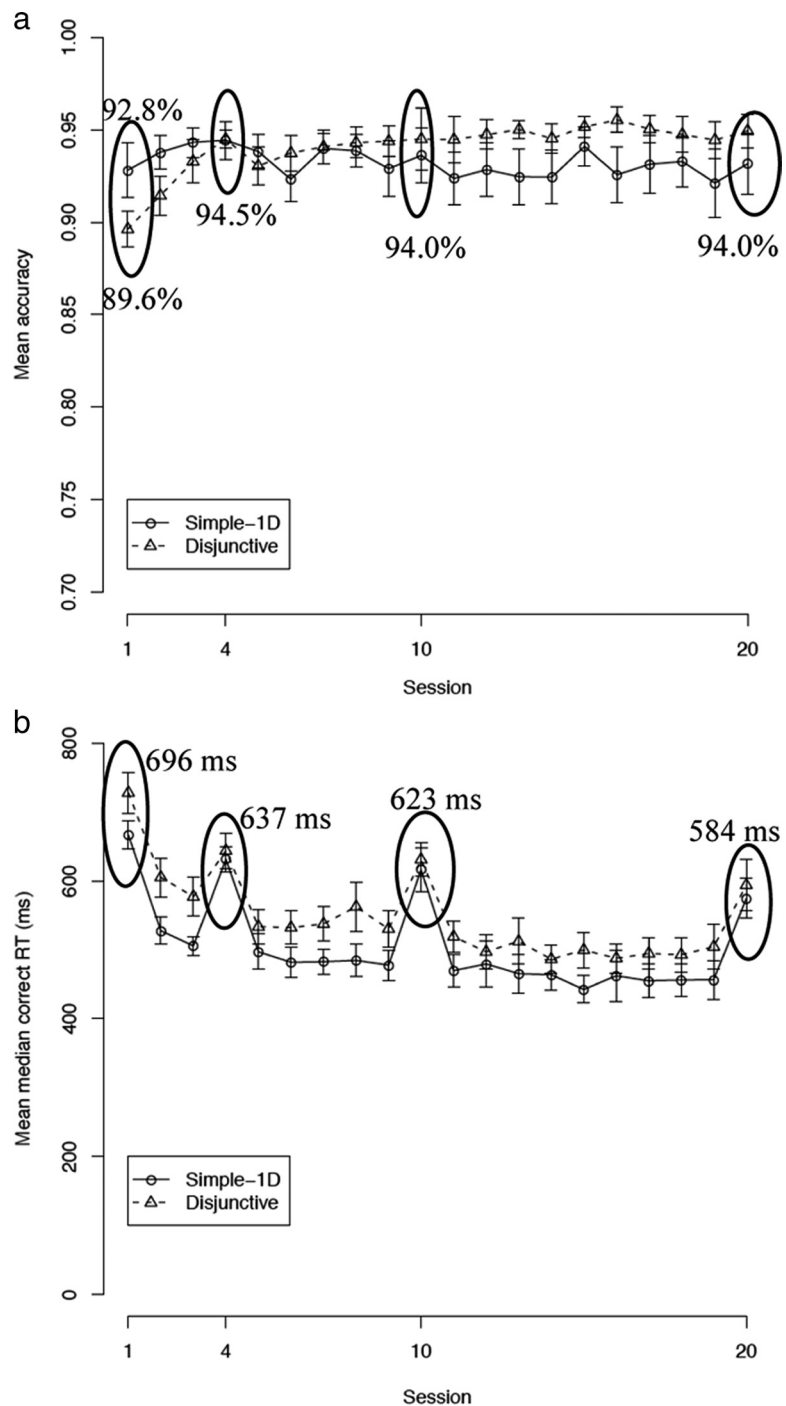 a
1.00
0.95
0.90
0.85
0.80
0.75
0.70
Mean accuracy
92.8%
89.6%
94.5%
94.0%
94.0%
Simple-1D
Disjunctive
1
4
10
20
Session
b
800
600
400
200
0
Mean median correct RT (ms)
696 ms
637 ms
623 ms
584 ms
Simple-1D
Disjunctive
1
4
10
20
Session